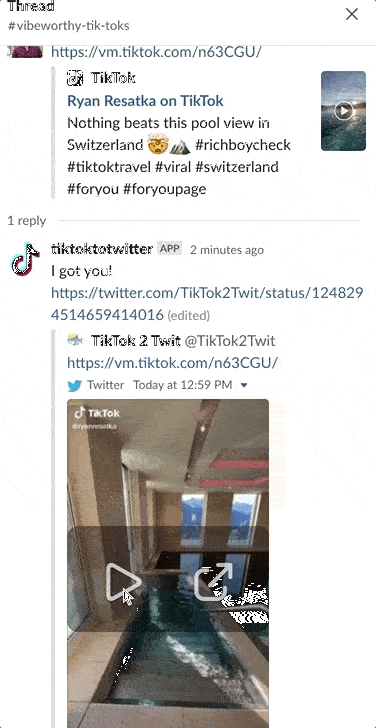 Thread
#vibeworthy-tik-toks
https://vm.tiktok.com/n63CGU/
TikTok
Ryan Resatka on TikTok
Nothing beats this pool view in
Switzerland 🤯⛰️ #richboycheck
#tiktoktravel #viral #switzerland
#foryou #foryoupage
1 reply
tiktoktotwitter APP 2 minutes ago
I got you!
https://twitter.com/TikTok2Twit/status/124829
4514659414016 (edited)
TikTok 2 Twit @TikTok2Twit
https://vm.tiktok.com/n63CGU/
Twitter Today at 12:59 PM
TikTok
@ryanresatka